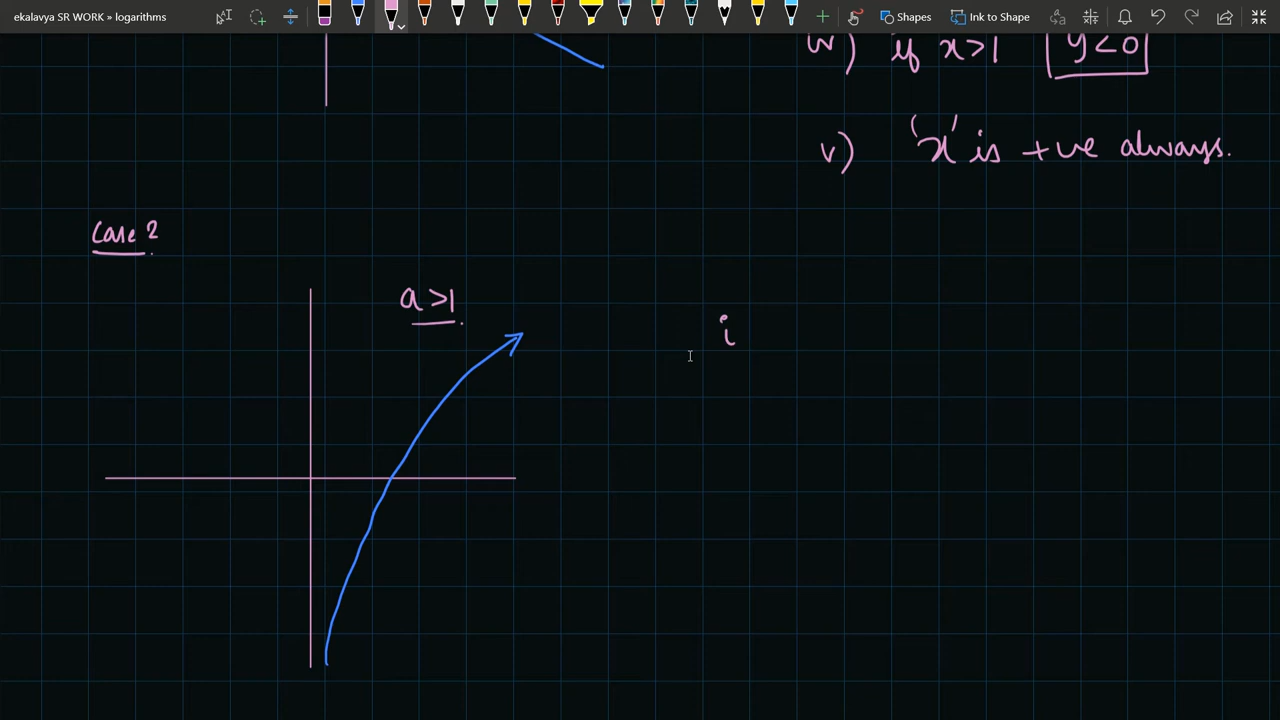 ekalavya SR WORK » logarithms
Shapes
Ink to Shape
iv) if x>1 y<0
v) 'x' is +ve always.
Case 2.
a>1.
i